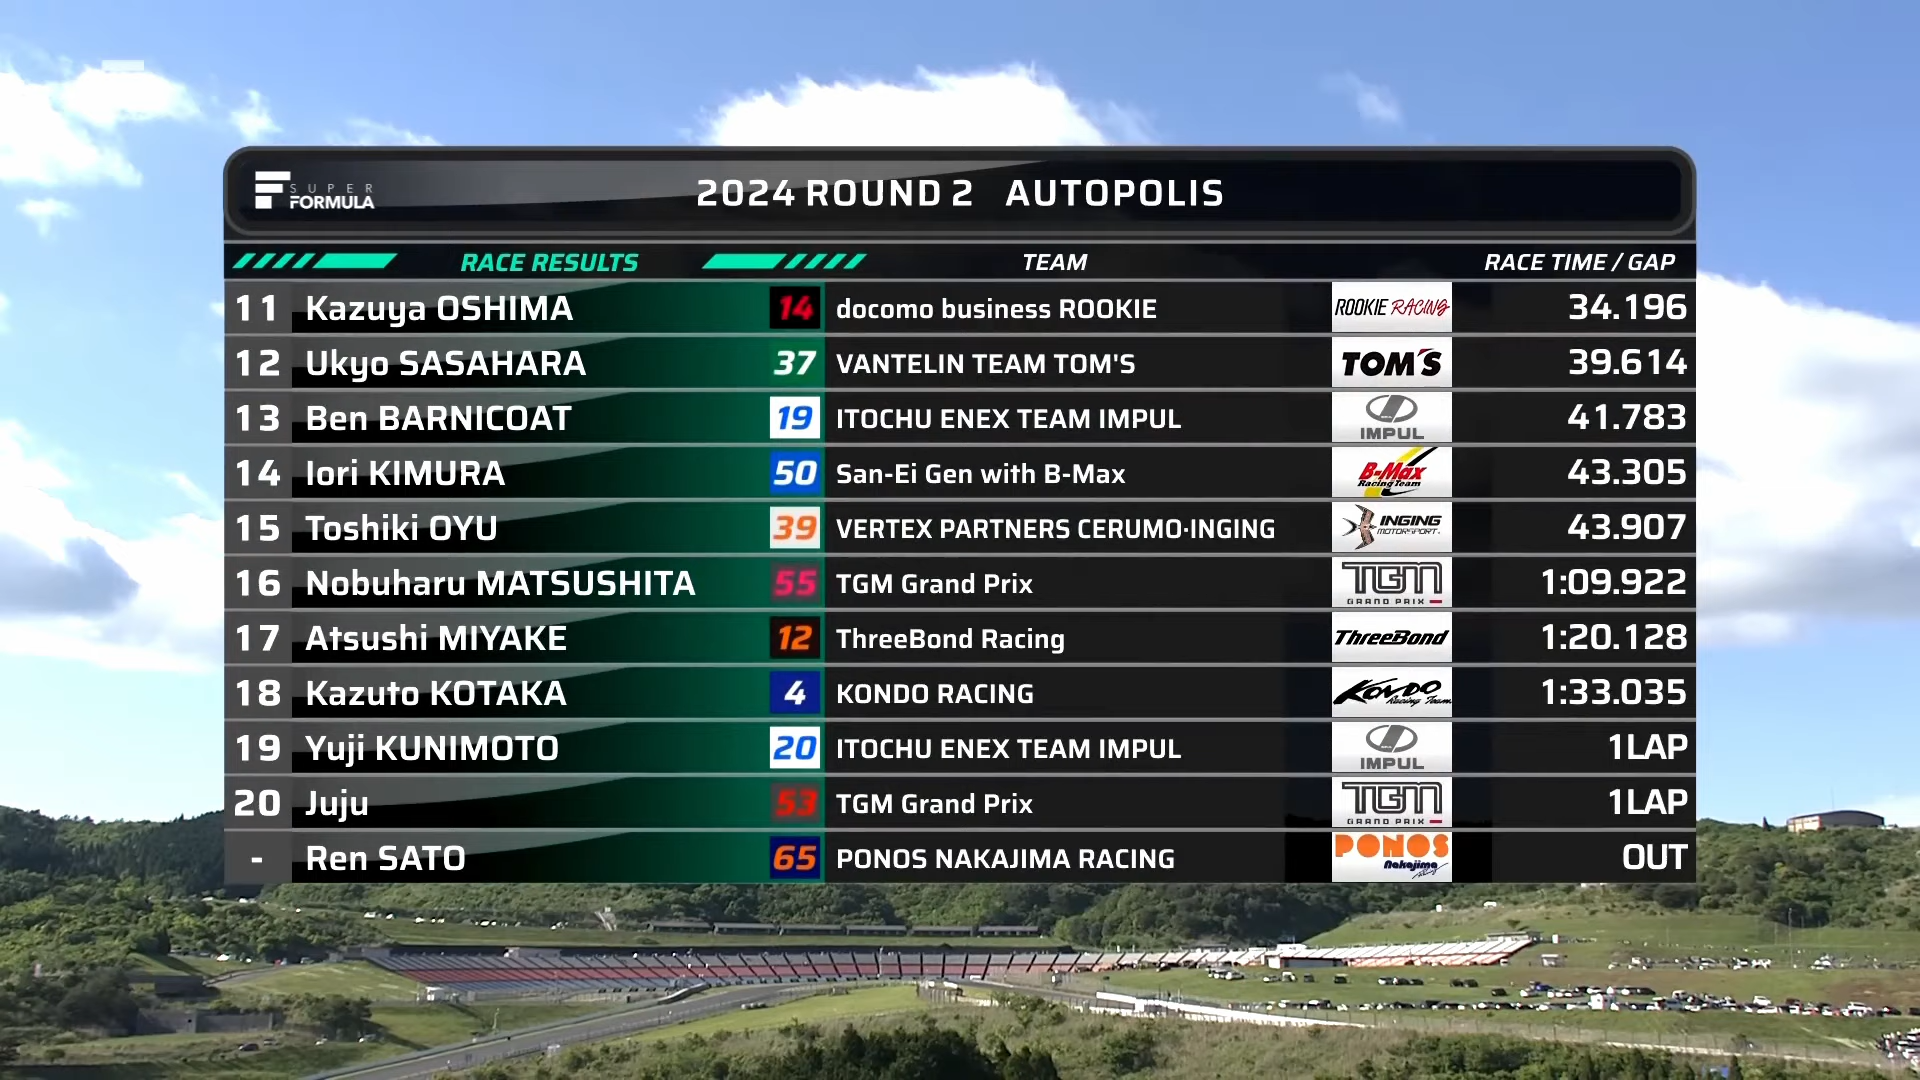 SUPER
FORMULA
2024 ROUND 2 AUTOPOLIS
RACE RESULTS TEAM RACE TIME / GAP
11 Kazuya OSHIMA 14 docomo business ROOKIE ROOKIE RACING 34.196
12 Ukyo SASAHARA 37 VANTELIN TEAM TOM'S TOM'S 39.614
13 Ben BARNICOAT 19 ITOCHU ENEX TEAM IMPUL IMPUL 41.783
14 Iori KIMURA 50 San-Ei Gen with B-Max B-Max Racing Team 43.305
15 Toshiki OYU 39 VERTEX PARTNERS CERUMO·INGING INGING MOTORSPORT 43.907
16 Nobuharu MATSUSHITA 55 TGM Grand Prix TGM GRAND PRIX 1:09.922
17 Atsushi MIYAKE 12 ThreeBond Racing ThreeBond 1:20.128
18 Kazuto KOTAKA 4 KONDO RACING KONDO Racing Team 1:33.035
19 Yuji KUNIMOTO 20 ITOCHU ENEX TEAM IMPUL IMPUL 1LAP
20 Juju 53 TGM Grand Prix TGM GRAND PRIX 1LAP
- Ren SATO 65 PONOS NAKAJIMA RACING PONOS Nakajima Racing OUT